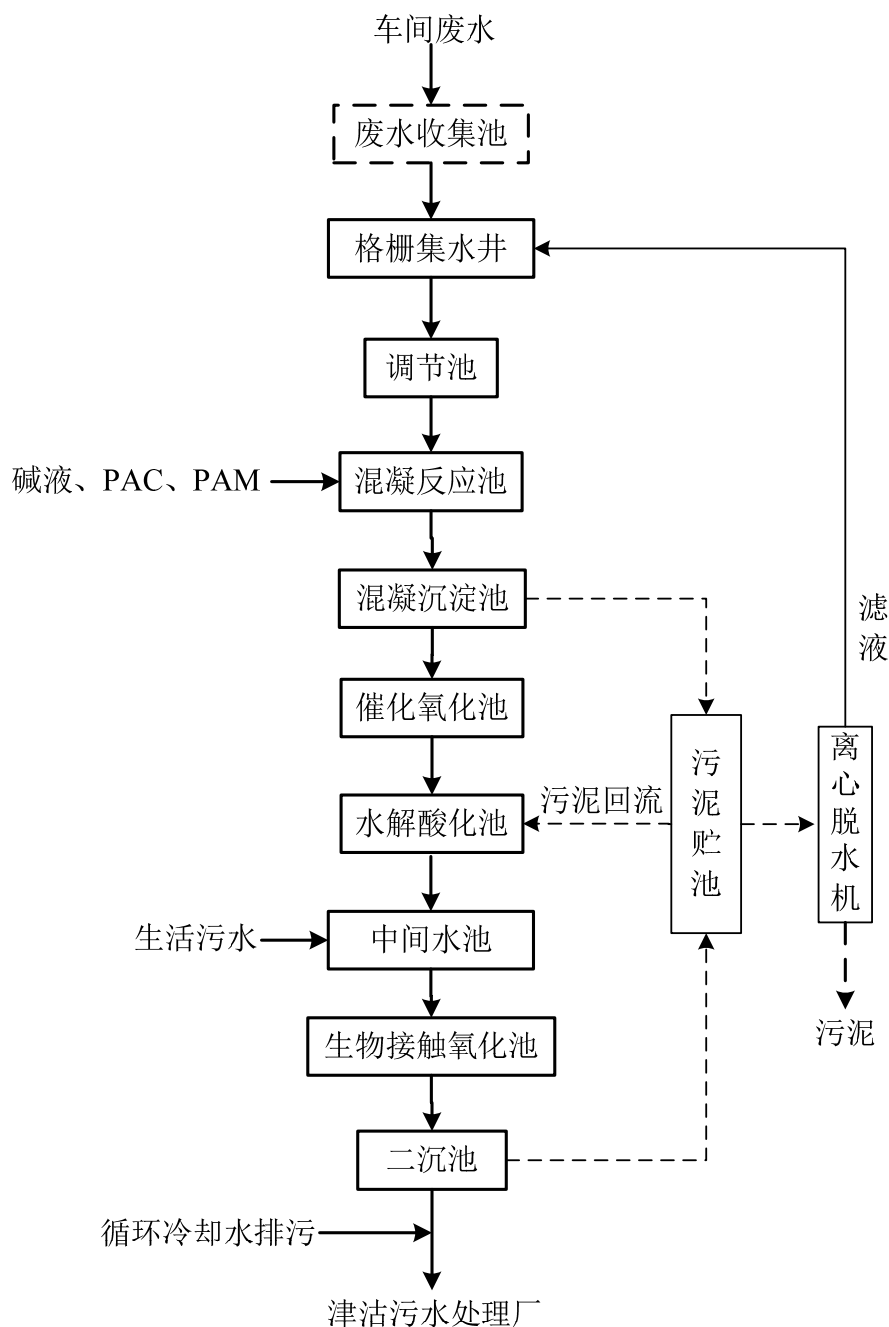 车间废水
废水收集池
格栅集水井
调节池
碱液、PAC、PAM
混凝反应池
混凝沉淀池
滤液
催化氧化池
污泥贮池
离心脱水机
水解酸化池
污泥回流
生活污水
中间水池
污泥
生物接触氧化池
二沉池
循环冷却水排污
津沽污水处理厂